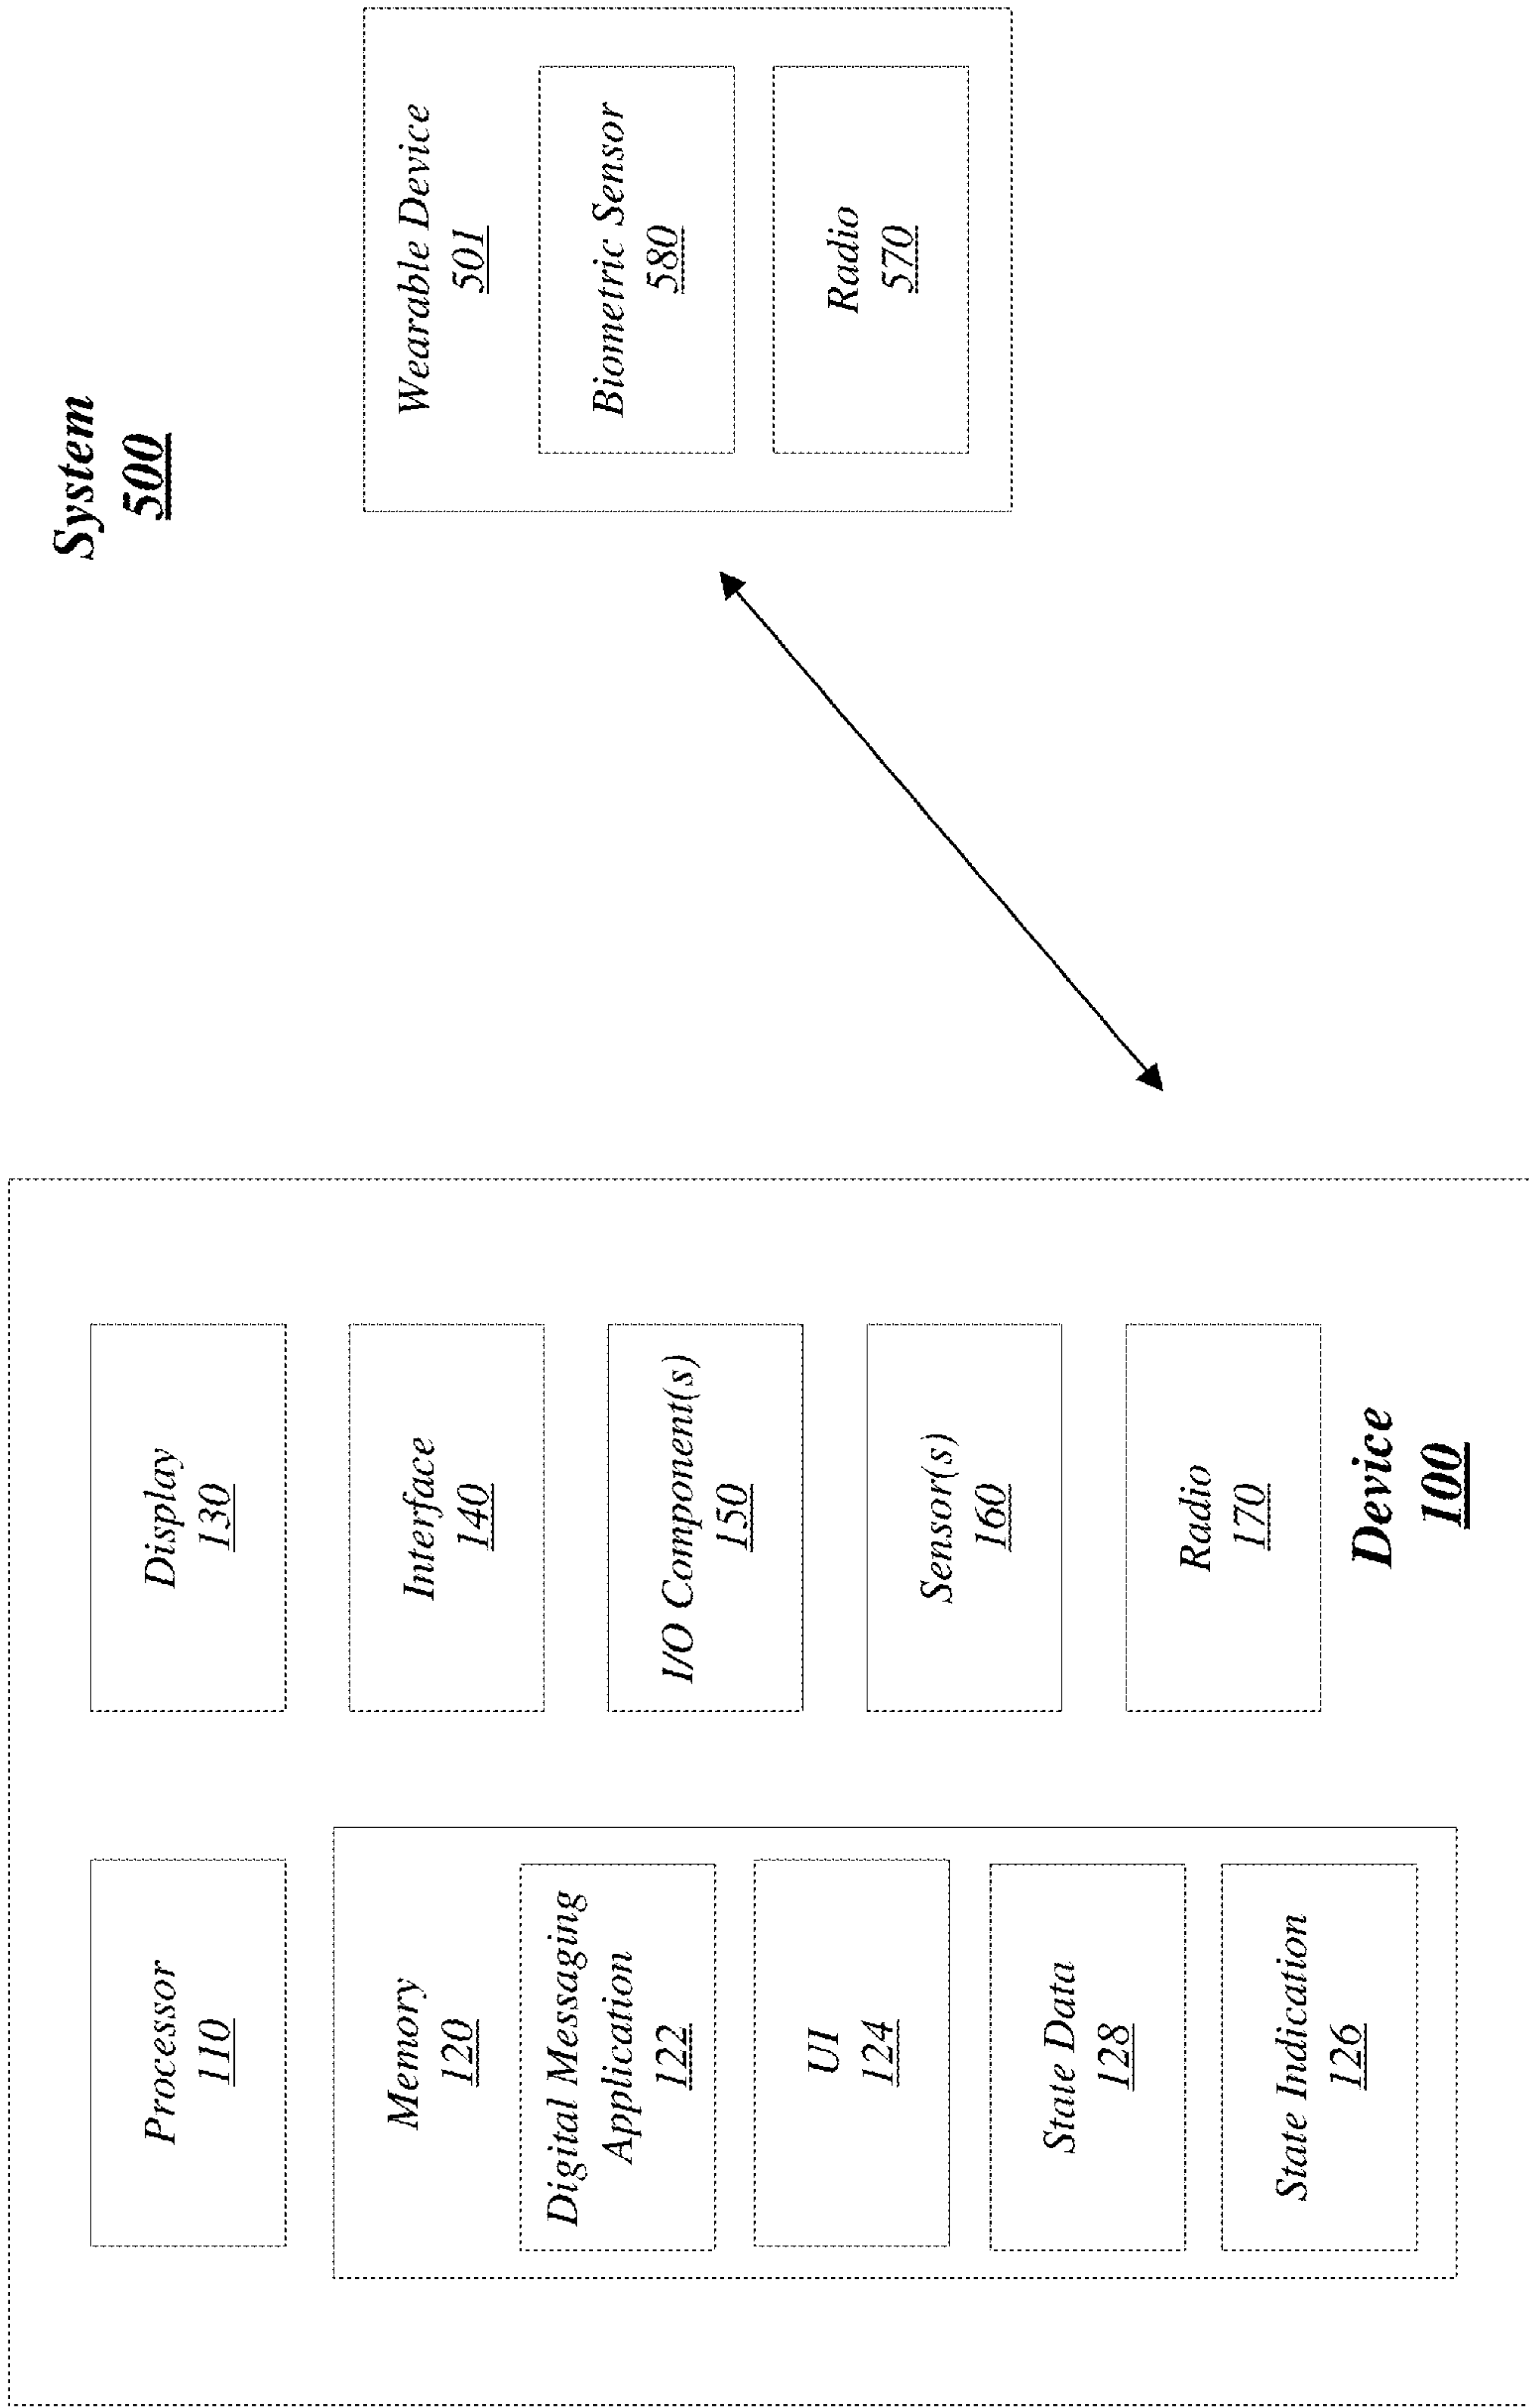 System
500
Processor
110
Memory
120
Digital Messaging
Application
122
UI
124
State Data
128
State Indication
126
Display
130
Interface
140
I/O Component(s)
150
Sensor(s)
160
Radio
170
Device
100
Wearable Device
501
Biometric Sensor
580
Radio
570